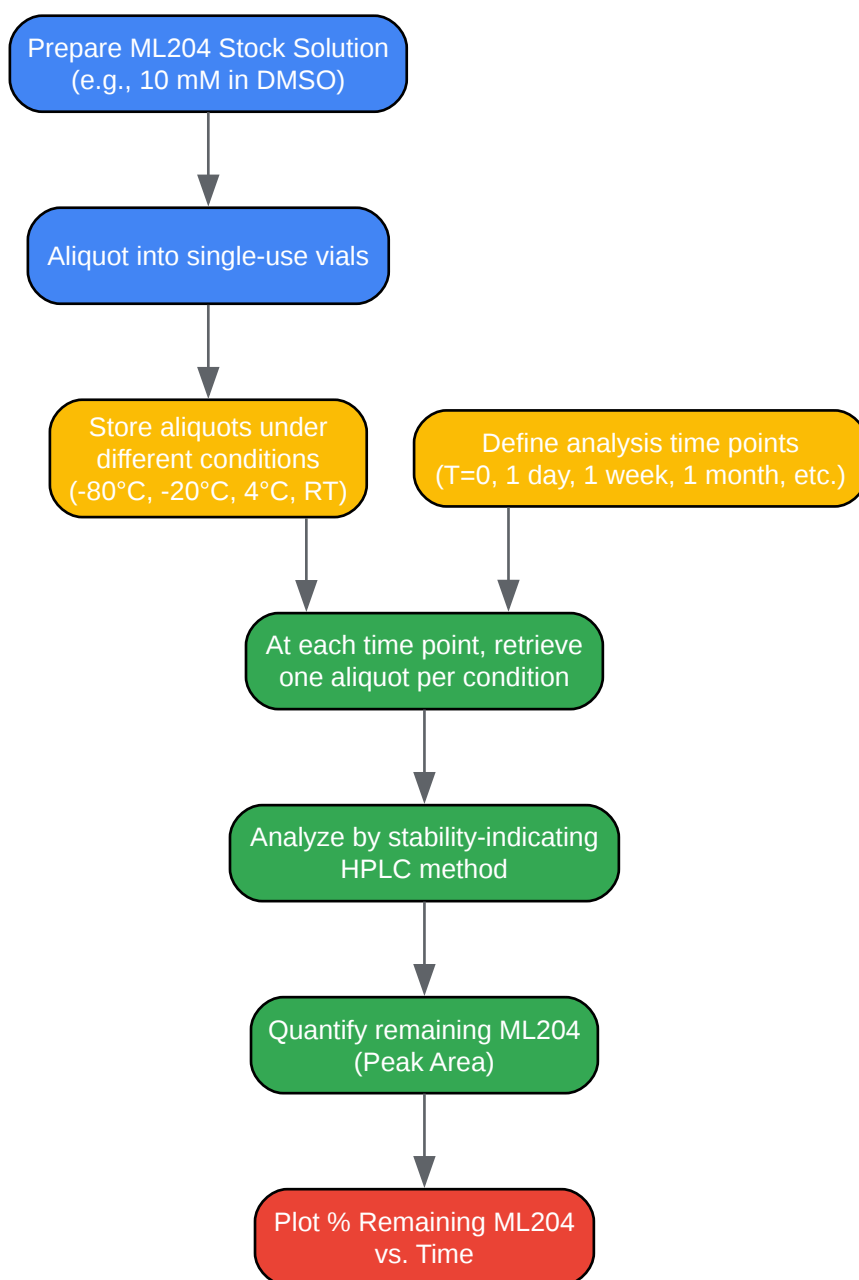 Prepare ML204 Stock Solution
(e.g., 10 mM in DMSO)
Aliquot into single-use vials
Store aliquots under
different conditions
(-80°C, -20°C, 4°C, RT)
Define analysis time points
(T=0, 1 day, 1 week, 1 month, etc.)
At each time point, retrieve
one aliquot per condition
Analyze by stability-indicating
HPLC method
Quantify remaining ML204
(Peak Area)
Plot % Remaining ML204
vs. Time